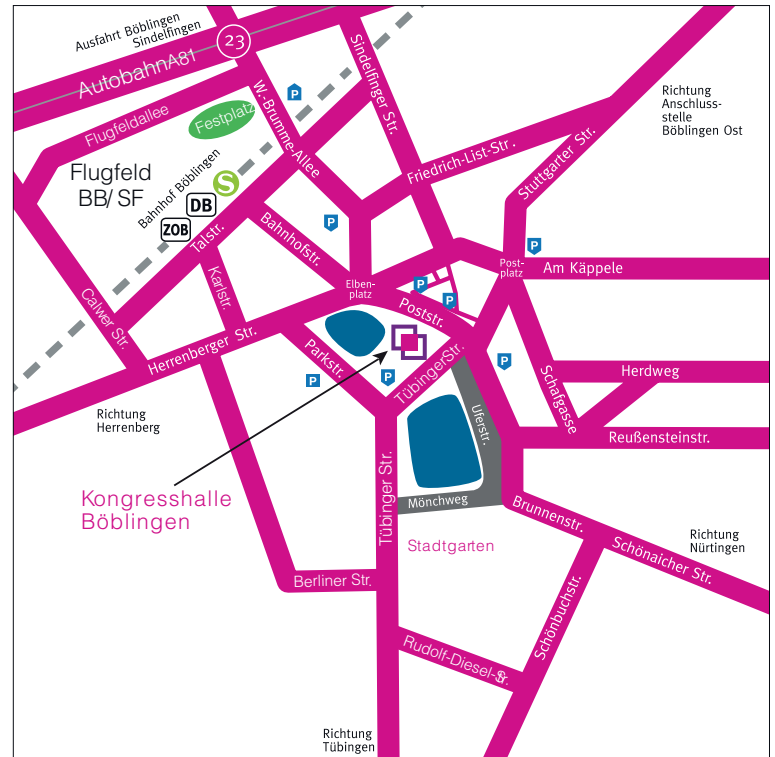 Ausfahrt Böblingen
Sindelfingen
23
AutobahnA81
Sindelfinger Str.
P
W.-Brumme-Allee
Richtung
Anschluss-
stelle
Böblingen Ost
Flugfeldallee
Festplatz
Friedrich-List-Str.
Stuttgarter Str.
Flugfeld
BB/ SF
Bahnhof Böblingen
S
DB
ZOB
Talstr.
P
Bahnhofstr.
P
Post-
platz
Am Käppele
Karlstr.
Elben-
platz
P
P
Poststr.
Calwer Str.
Herrenberger Str.
Parkstr.
P
P
P
TübingerStr.
Schafgasse
Herdweg
Richtung
Herrenberg
Uferstr.
Reußensteinstr.
Kongresshalle
Böblingen
Tübinger Str.
Mönchweg
Brunnenstr.
Stadtgarten
Richtung
Nürtingen
Schönaicher Str.
Berliner Str.
Schönbuchstr.
Rudolf-Diesel-Sr.
Richtung
Tübingen